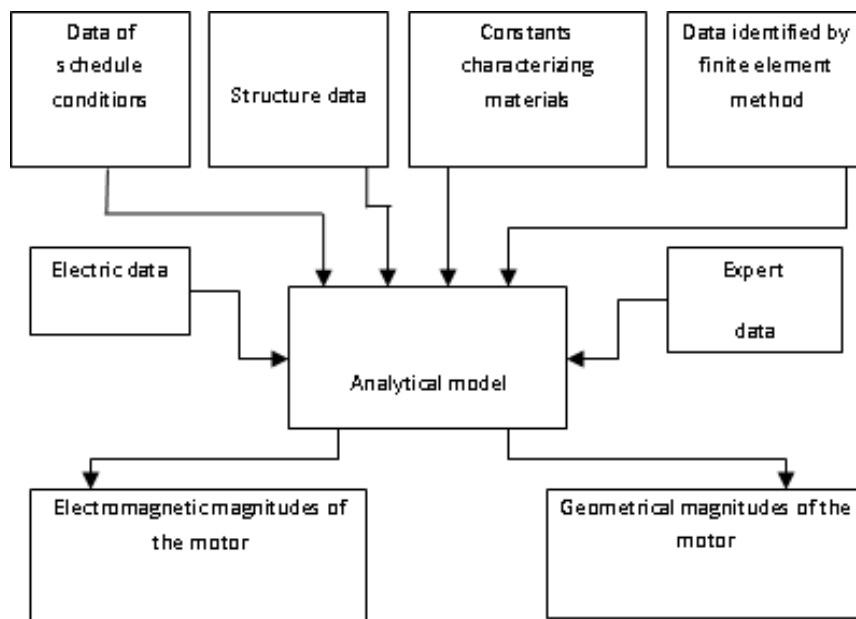 Data of
schedule
conditions
Structure data
Constants
characterizing
materials
Data identified by
finite element
method
Electric data
Expert
data
Analytical model
Electromagnetic magnitudes of
the motor
Geometrical magnitudes of the
motor